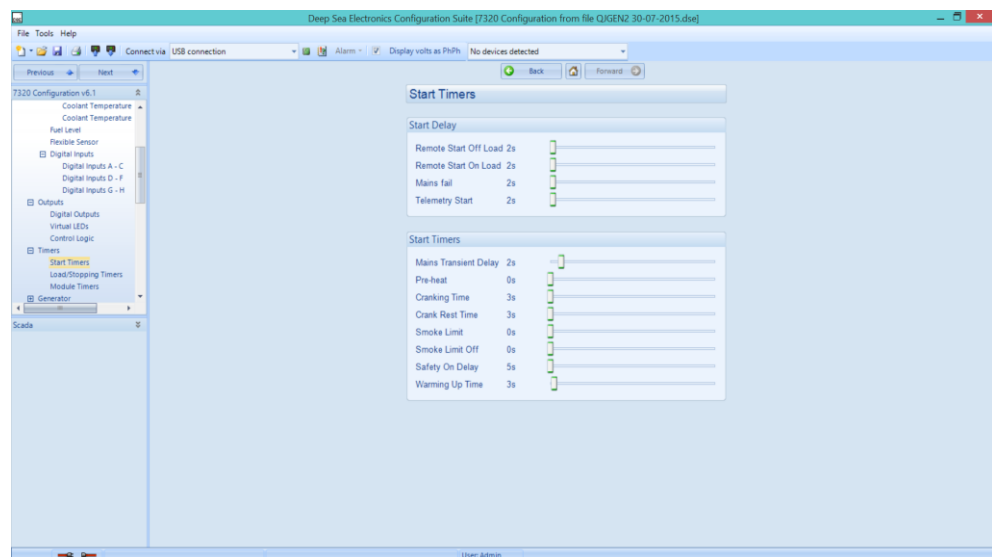 Deep Sea Electronics Configuration Suite [7320 Configuration from file QJGEN2 30-07-2015.dse]
File Tools Help
Connect via USB connection Alarm Display volts as PhPh No devices detected
Previous Next
Back Forward
7320 Configuration v6.1
Coolant Temperature
Coolant Temperature
Fuel Level
Flexible Sensor
Digital Inputs
Digital Inputs A - C
Digital Inputs D - F
Digital Inputs G - H
Outputs
Digital Outputs
Virtual LEDs
Control Logic
Timers
Start Timers
Load/Stopping Timers
Module Timers
Generator
Scada
Start Timers
Start Delay
Remote Start Off Load 2s
Remote Start On Load 2s
Mains fail 2s
Telemetry Start 2s
Start Timers
Mains Transient Delay 2s
Pre-heat 0s
Cranking Time 3s
Crank Rest Time 3s
Smoke Limit 0s
Smoke Limit Off 0s
Safety On Delay 5s
Warming Up Time 3s
User: Admin